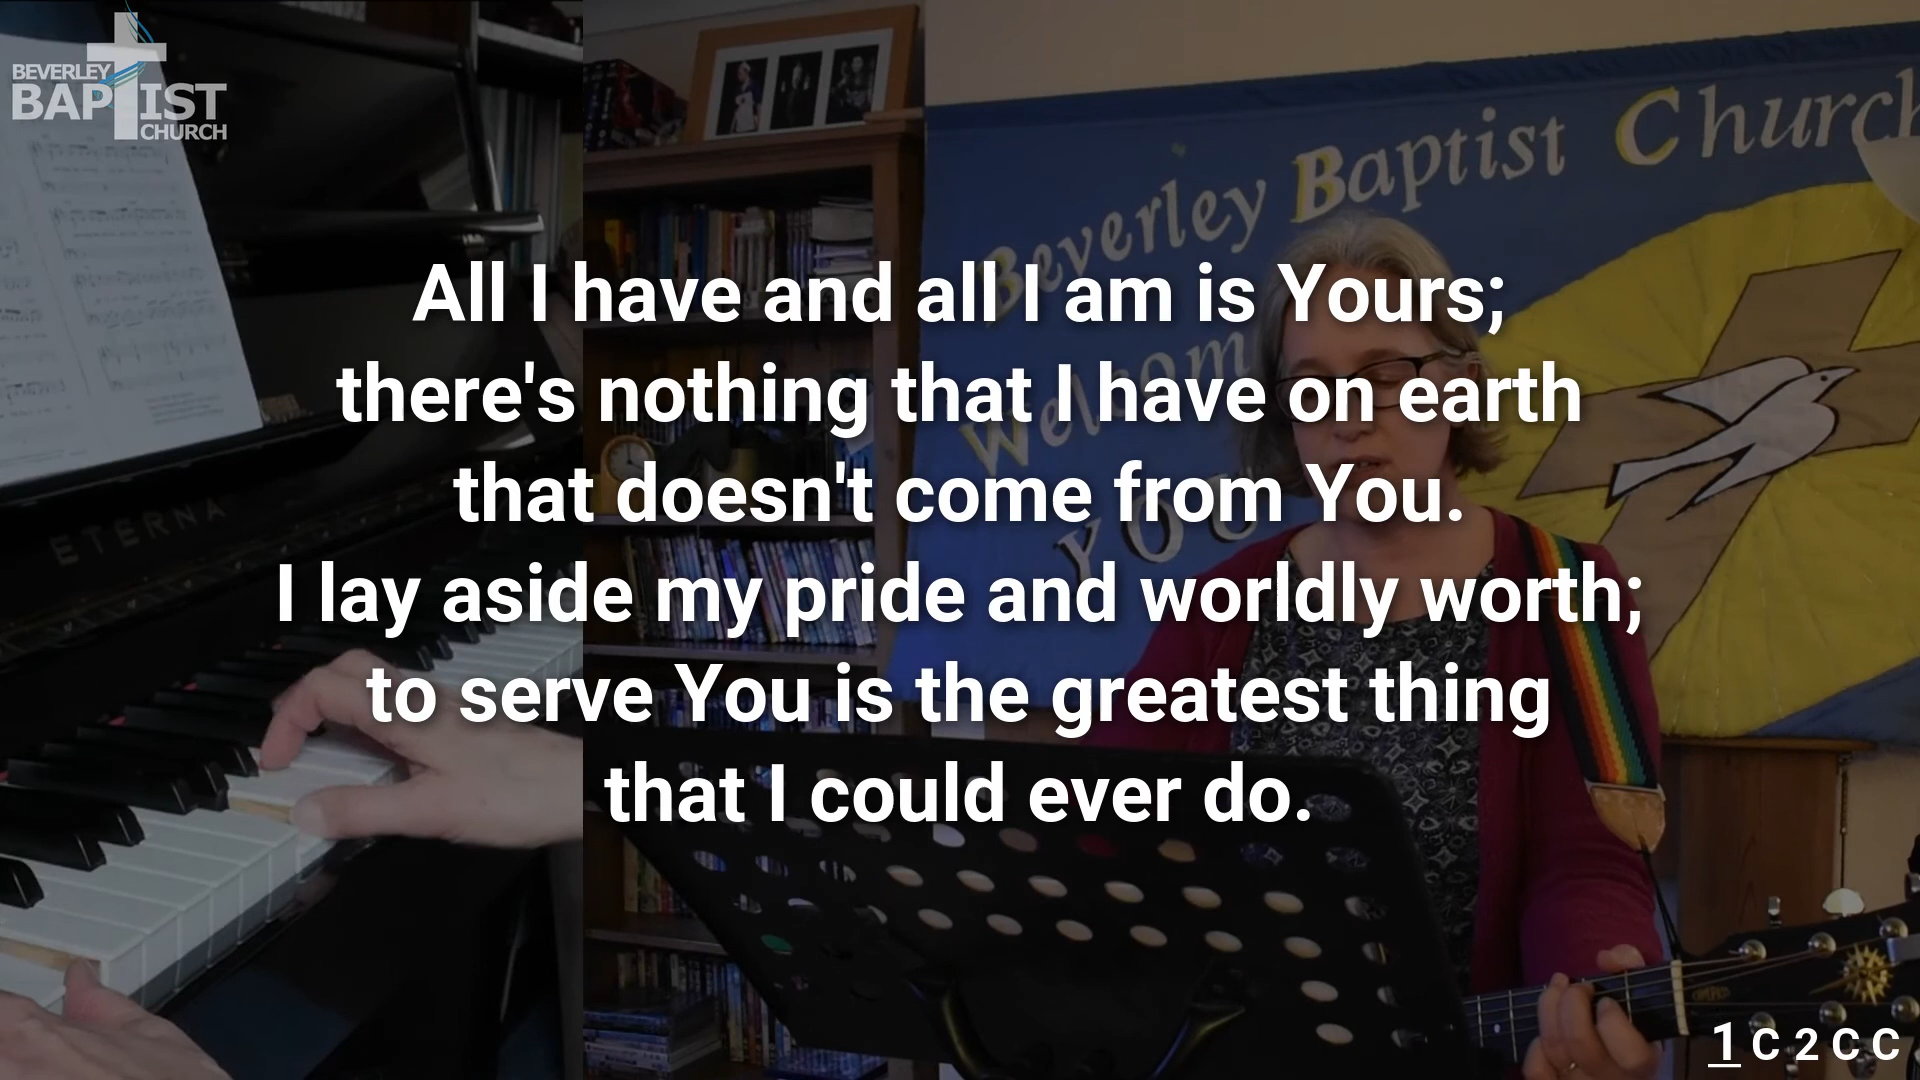 BEVERLEY
BAPTIST
CHURCH
Beverley Baptist Church
Welcome
YOU
ETERNA
All I have and all I am is Yours;
there's nothing that I have on earth
that doesn't come from You.
I lay aside my pride and worldly worth;
to serve You is the greatest thing
that I could ever do.
1 C 2 C C